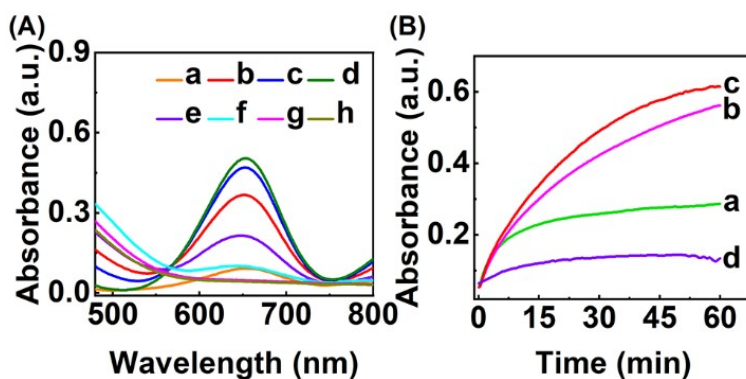 (A)
Absorbance (a.u.)
0.9
0.6
0.3
0.0
a b c d
e f g h
500 600 700 800
Wavelength (nm)
(B)
Absorbance (a.u.)
0.6
0.4
0.2
c
b
a
d
0 15 30 45 60
Time (min)